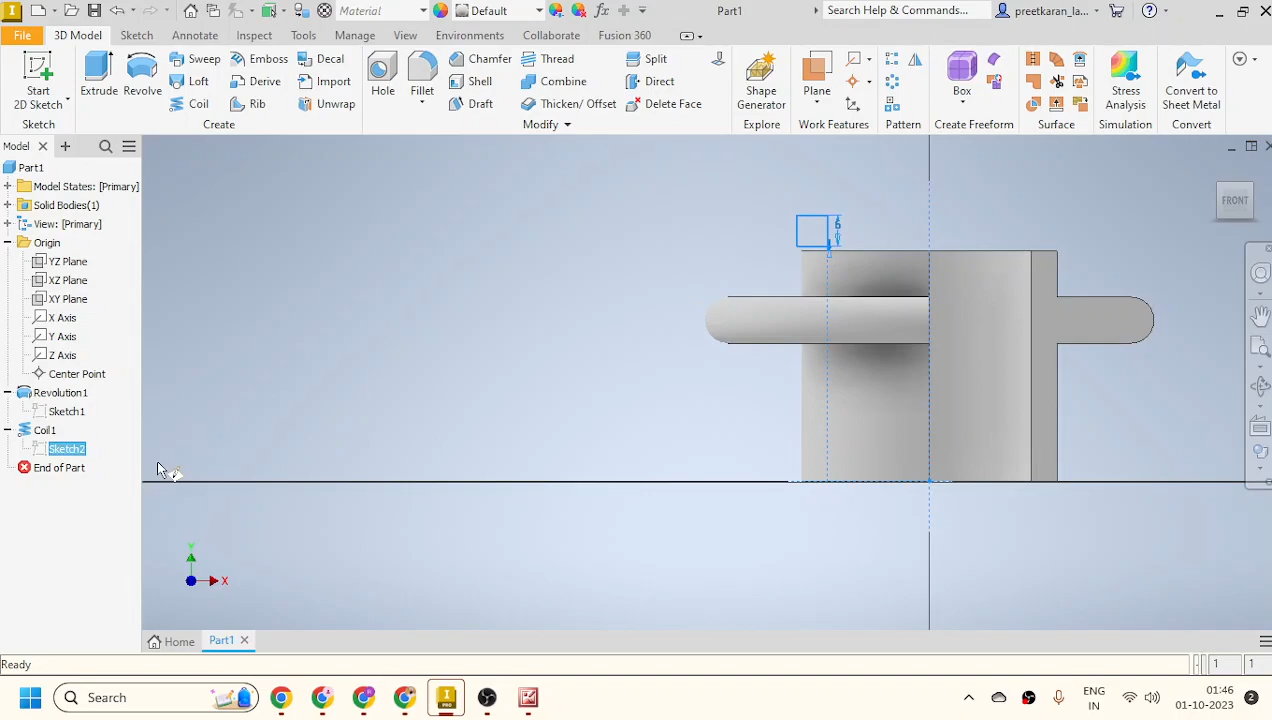 Material
Default
Part1
Search Help & Commands...
preetkaran_la...
File
3D Model
Sketch
Annotate
Inspect
Tools
Manage
View
Environments
Collaborate
Fusion 360
Start
2D Sketch
Extrude
Revolve
Sweep
Loft
Coil
Emboss
Derive
Rib
Decal
Import
Unwrap
Hole
Fillet
Chamfer
Shell
Draft
Thread
Combine
Thicken/ Offset
Split
Direct
Delete Face
Shape
Generator
Plane
Box
Stress
Analysis
Convert to
Sheet Metal
Sketch
Create
Modify
Explore
Work Features
Pattern
Create Freeform
Surface
Simulation
Convert
Model
Part1
Model States: [Primary]
Solid Bodies(1)
View: [Primary]
Origin
YZ Plane
XZ Plane
XY Plane
X Axis
Y Axis
Z Axis
Center Point
Revolution1
Sketch1
Coil1
Sketch2
End of Part
FRONT
6
Y
X
Home
Part1
Ready
1
1
Search
PRO
ENG
IN
01:46
01-10-2023
2